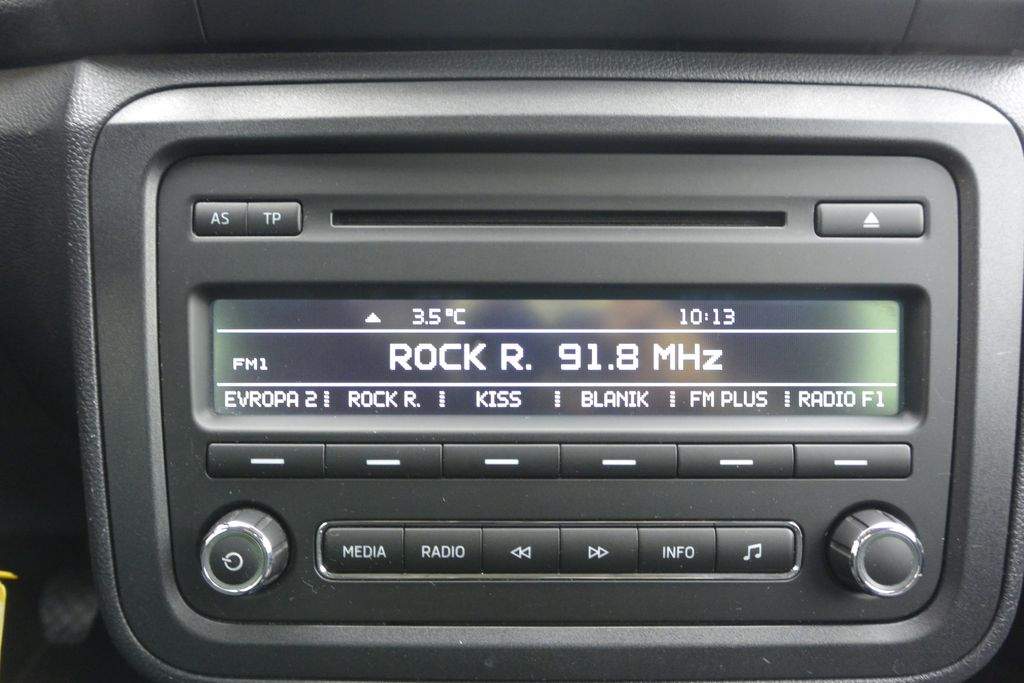 AS TP
3.5°C 10:13
FM1 ROCK R. 91.8 MHz
EVROPA 2 ROCK R. KISS BLANIK FM PLUS RADIO F1
MEDIA RADIO INFO